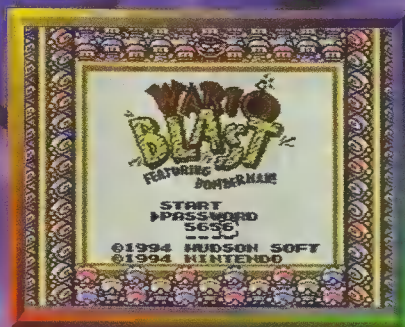 WARIO
BLAST
FEATURING
BOMBERMAN!
START
PASSWORD
5656
©1994 HUDSON SOFT
©1994 NINTENDO